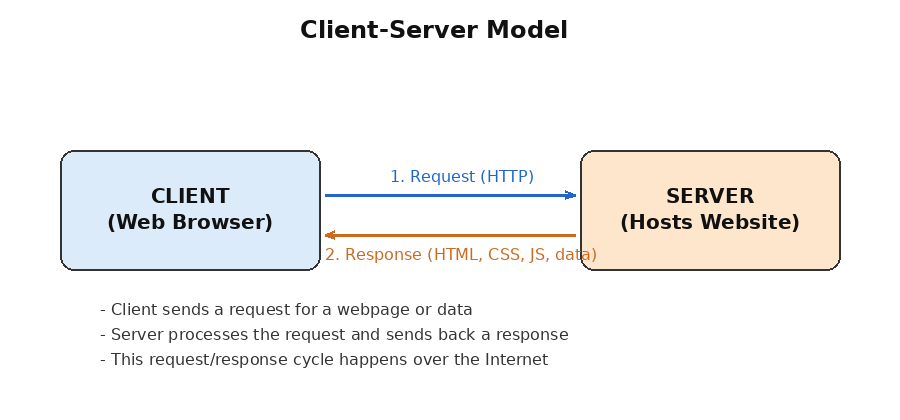 Client-Server Model
CLIENT
(Web Browser)
1. Request (HTTP)
2. Response (HTML, CSS, JS, data)
SERVER
(Hosts Website)
- Client sends a request for a webpage or data
- Server processes the request and sends back a response
- This request/response cycle happens over the Internet